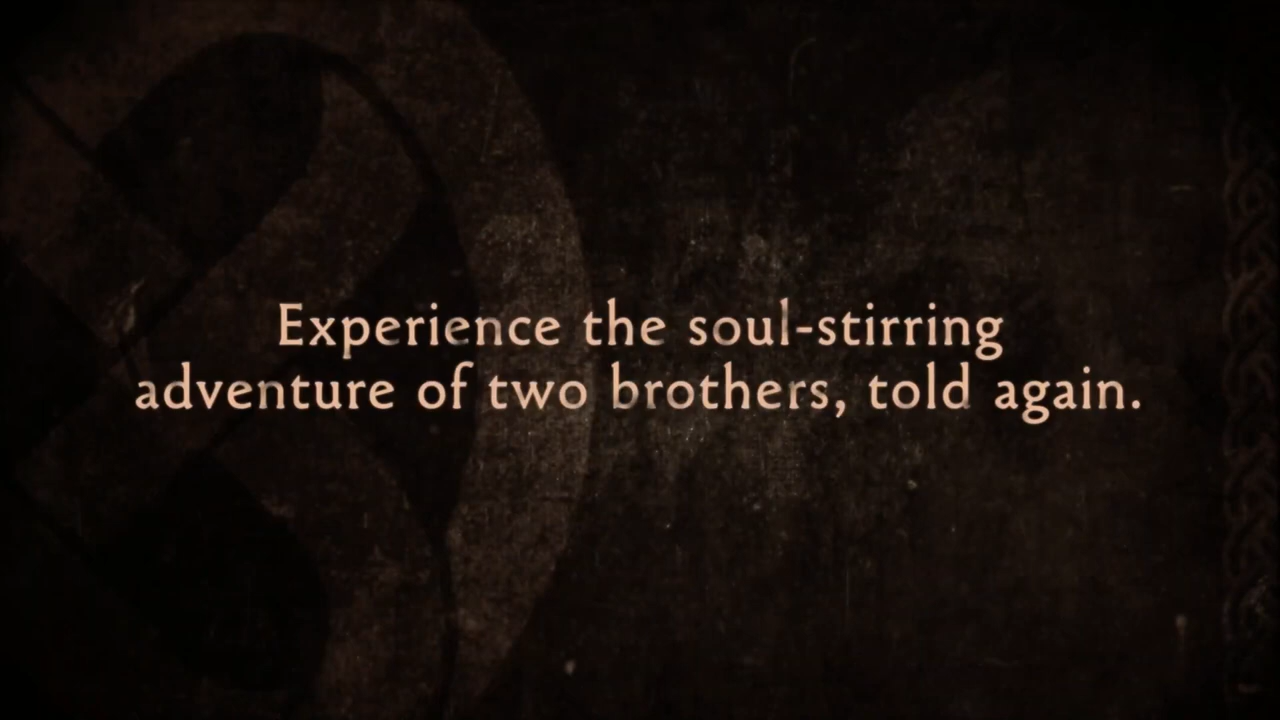 Experience the soul-stirring
adventure of two brothers, told again.